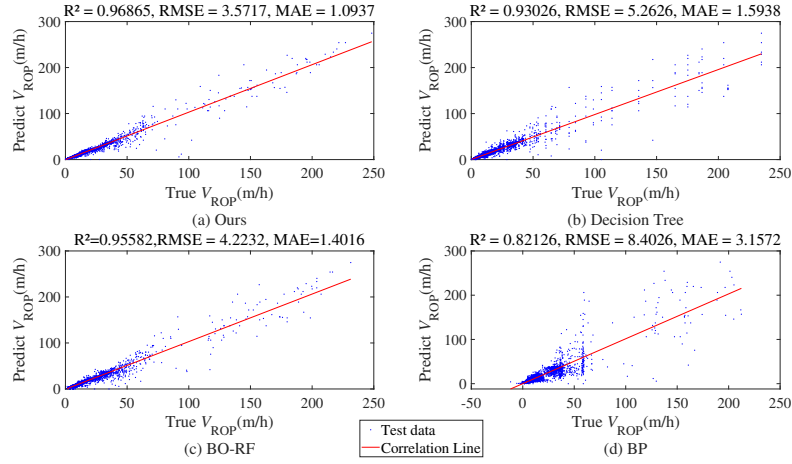 R² = 0.96865, RMSE = 3.5717, MAE = 1.0937
300
200
100
0
Predict V_ROP(m/h)
0 50 100 150 200 250
True V_ROP(m/h)
(a) Ours
R² = 0.93026, RMSE = 5.2626, MAE = 1.5938
300
200
100
0
Predict V_ROP(m/h)
0 50 100 150 200 250
True V_ROP(m/h)
(b) Decision Tree
R²=0.95582,RMSE = 4.2232, MAE=1.4016
300
200
100
0
Predict V_ROP(m/h)
0 50 100 150 200 250
True V_ROP(m/h)
(c) BO-RF
R² = 0.82126, RMSE = 8.4026, MAE = 3.1572
300
200
100
0
Predict V_ROP(m/h)
-50 0 50 100 150 200 250
True V_ROP(m/h)
(d) BP
Test data
Correlation Line